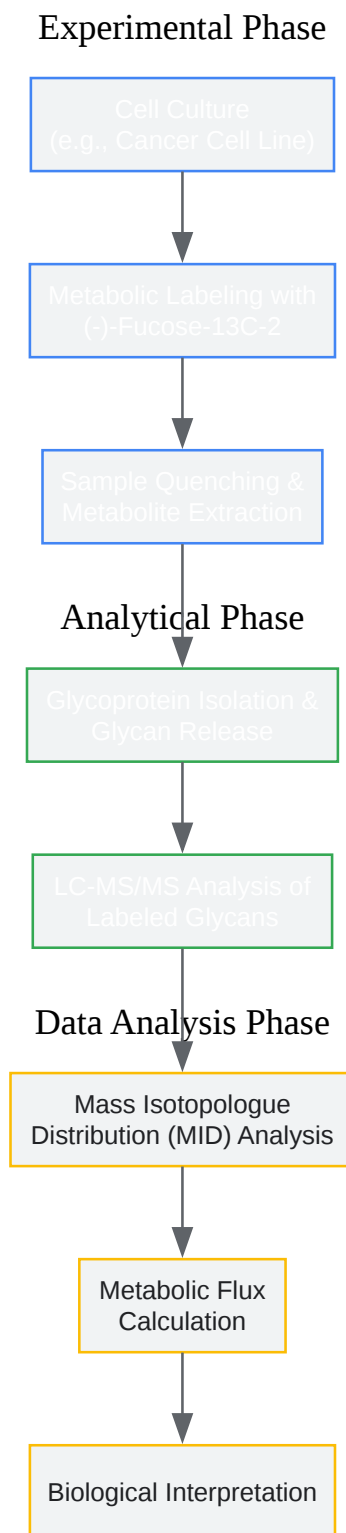 Experimental Phase
Cell Culture
(e.g., Cancer Cell Line)
Metabolic Labeling with
(-)-Fucose-13C-2
Sample Quenching &
Metabolite Extraction
Analytical Phase
Glycoprotein Isolation &
Glycan Release
LC-MS/MS Analysis of
Labeled Glycans
Data Analysis Phase
Mass Isotopologue
Distribution (MID) Analysis
Metabolic Flux
Calculation
Biological Interpretation